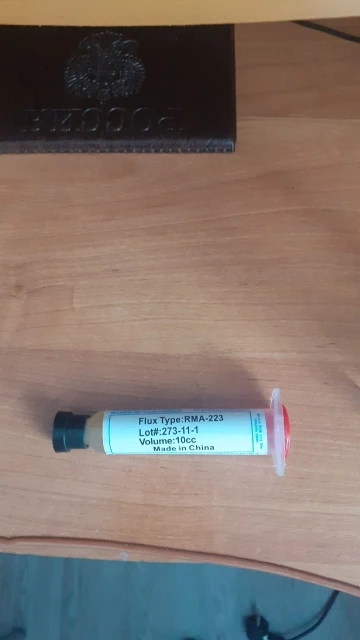 РОССИЯ
Flux Type:RMA-223
Lot#:273-11-1
Volume:10cc
Made in China